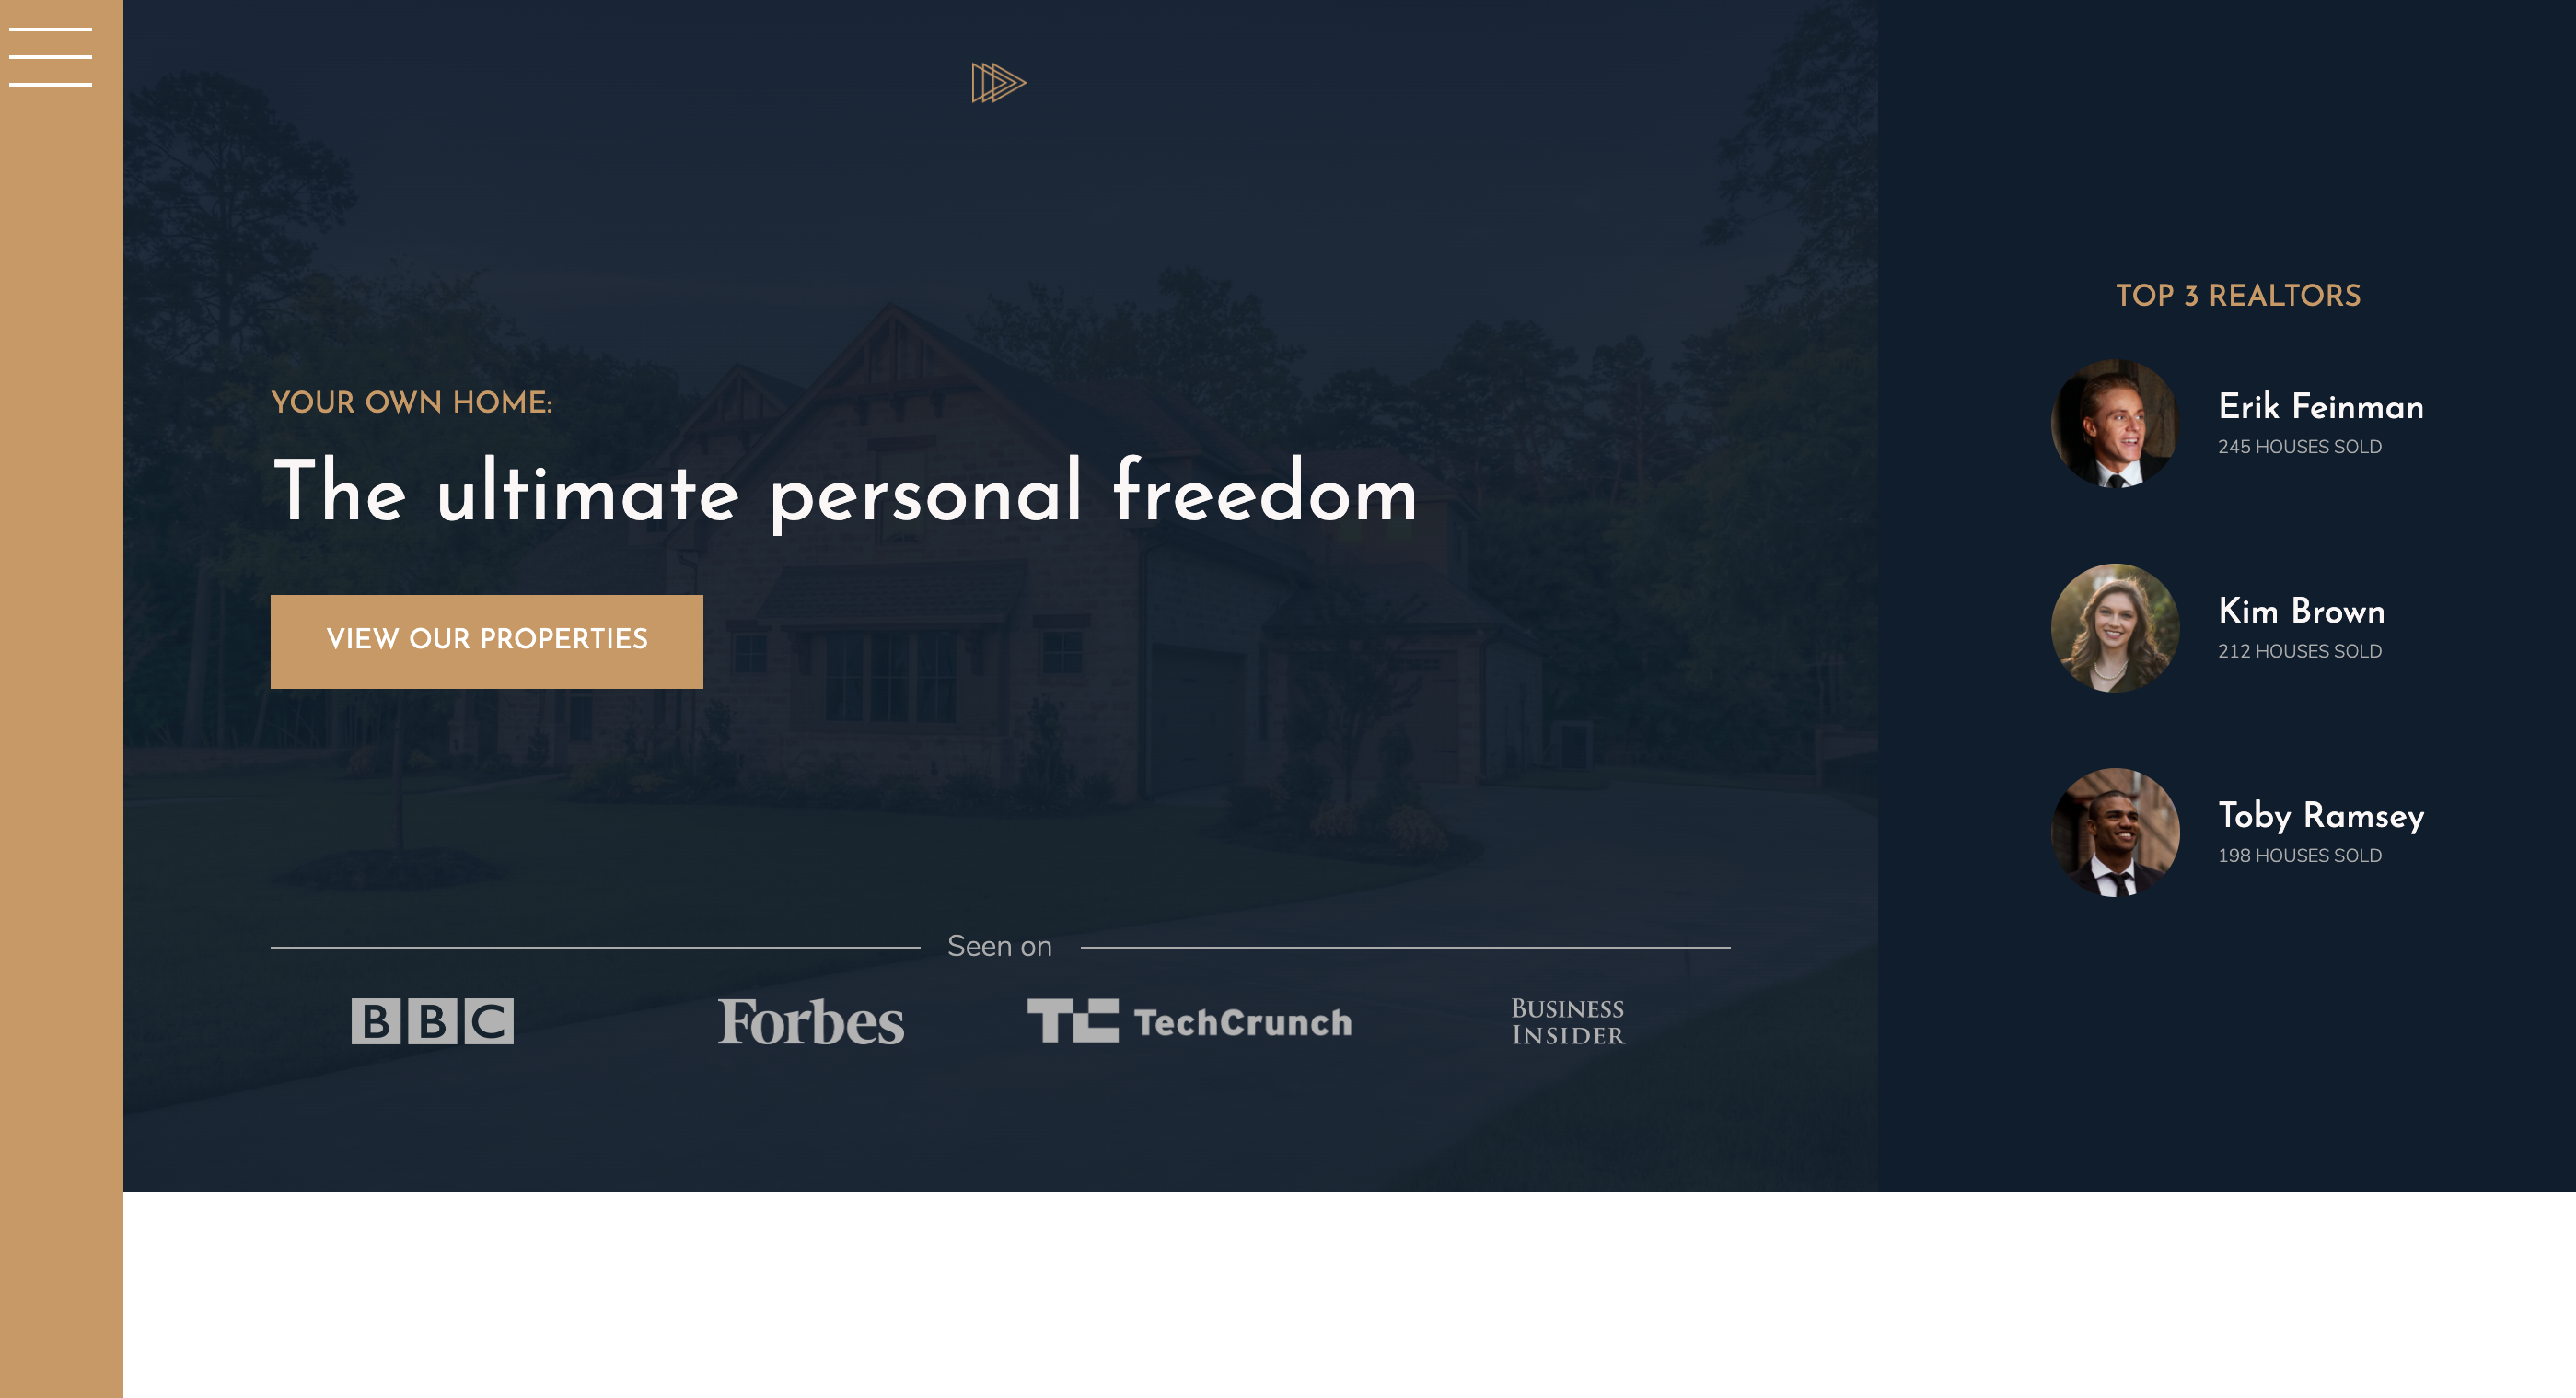 YOUR OWN HOME:
The ultimate personal freedom
VIEW OUR PROPERTIES
Seen on
BBC
Forbes
TC TechCrunch
BUSINESS
INSIDER
TOP 3 REALTORS
Erik Feinman
245 HOUSES SOLD
Kim Brown
212 HOUSES SOLD
Toby Ramsey
198 HOUSES SOLD